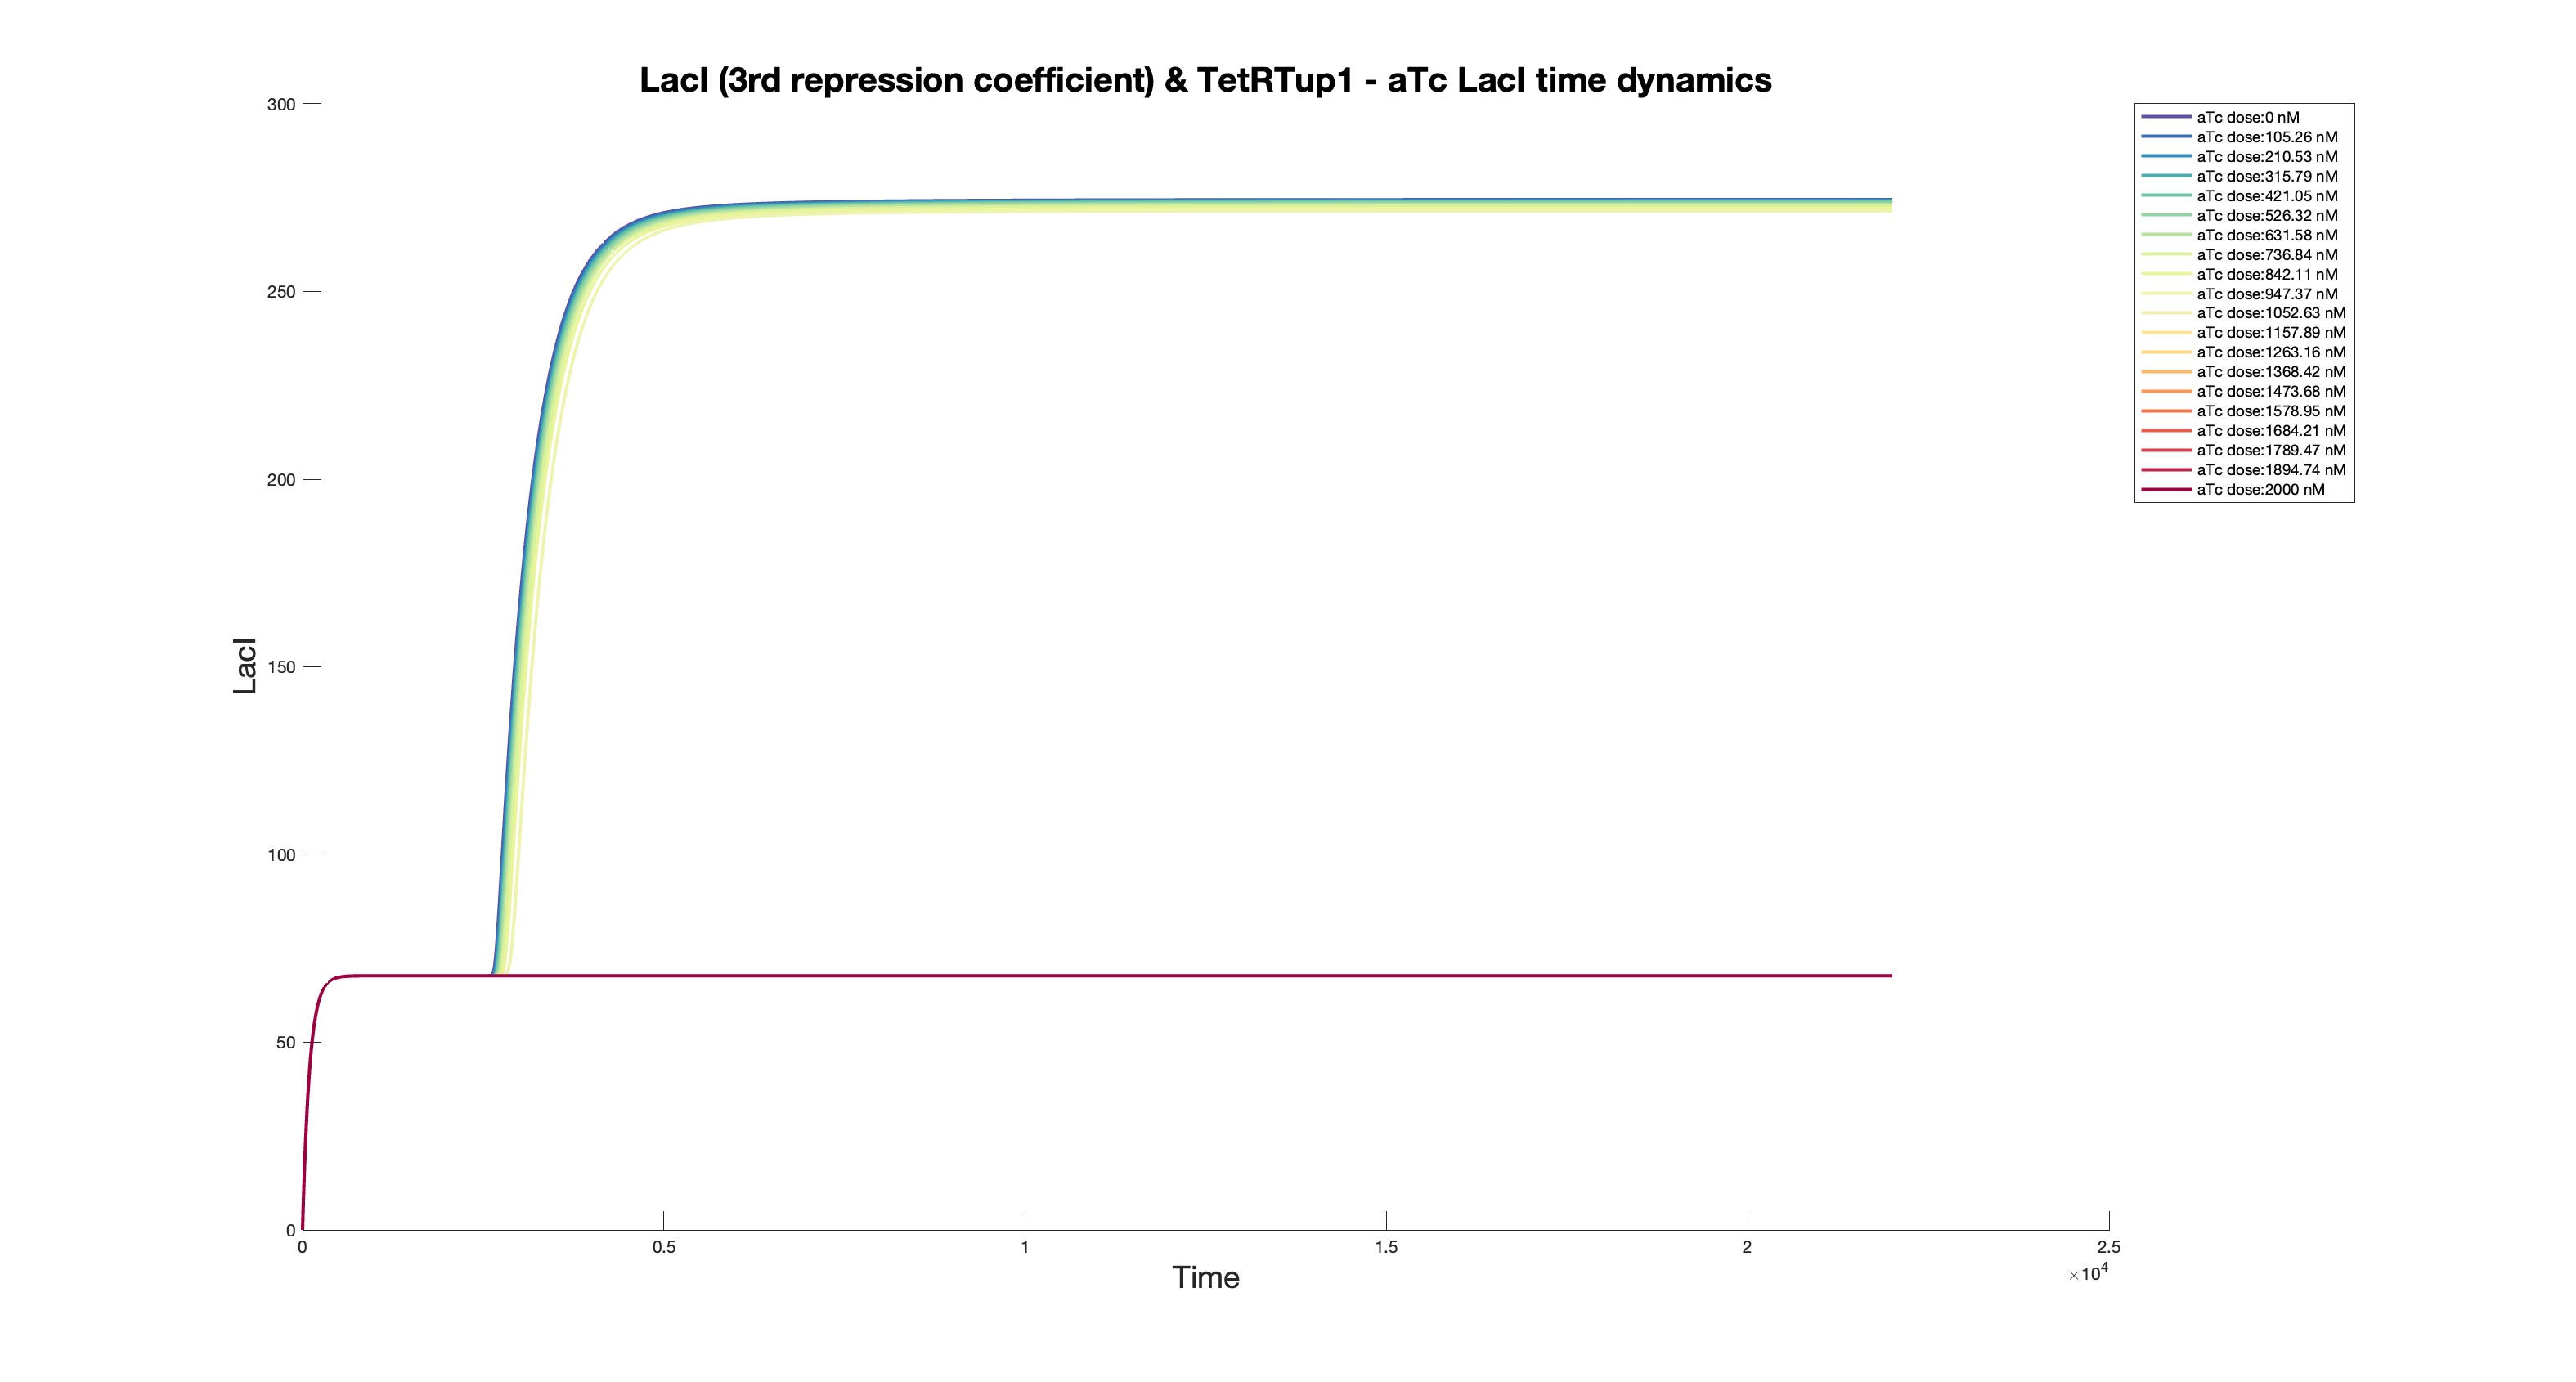 LacI (3rd repression coefficient) & TetRTup1 - aTc LacI time dynamics
300
250
200
150
100
50
0
LacI
0 0.5 1 1.5 2 2.5
×10^4
Time
aTc dose:0 nM
aTc dose:105.26 nM
aTc dose:210.53 nM
aTc dose:315.79 nM
aTc dose:421.05 nM
aTc dose:526.32 nM
aTc dose:631.58 nM
aTc dose:736.84 nM
aTc dose:842.11 nM
aTc dose:947.37 nM
aTc dose:1052.63 nM
aTc dose:1157.89 nM
aTc dose:1263.16 nM
aTc dose:1368.42 nM
aTc dose:1473.68 nM
aTc dose:1578.95 nM
aTc dose:1684.21 nM
aTc dose:1789.47 nM
aTc dose:1894.74 nM
aTc dose:2000 nM